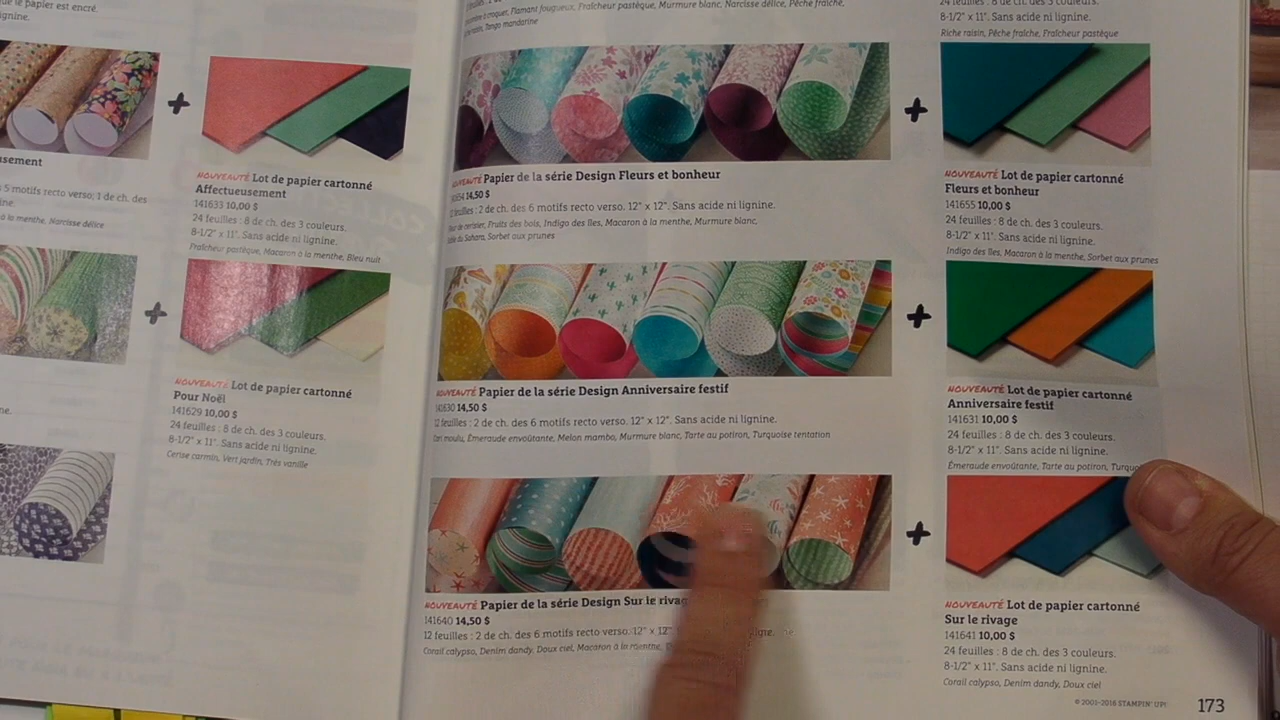 le papier est encré.
ligne.
NOUVEAUTÉ Lot de papier cartonné
Affectueusement
141633 10,00 $
24 feuilles : 8 de ch. des 3 couleurs.
8-1/2" x 11". Sans acide ni lignine.
Fraîcheur pastèque, Macaron à la menthe, Bleu nuit
5 motifs recto verso; 1 de ch. des
à la menthe, Narcisse délice
NOUVEAUTÉ Lot de papier cartonné
Pour Noël
141629 10,00 $
24 feuilles : 8 de ch. des 3 couleurs.
8-1/2" x 11". Sans acide ni lignine.
Cerise carmin, Vert jardin, Très vanille
Flamant fougueux, Fraîcheur pastèque, Murmure blanc, Narcisse délice, Pêche fraîche,
Tango mandarine
NOUVEAUTÉ Papier de la série Design Fleurs et bonheur
14,50 $
feuilles : 2 de ch. des 6 motifs recto verso. 12" x 12". Sans acide ni lignine.
Fruits des bois, Indigo des îles, Macaron à la menthe, Murmure blanc,
du Sahara, Sorbet aux prunes
NOUVEAUTÉ Papier de la série Design Anniversaire festif
141630 14,50 $
12 feuilles : 2 de ch. des 6 motifs recto verso. 12" x 12". Sans acide ni lignine.
moulu, Émeraude envoûtante, Melon mambo, Murmure blanc, Tarte au potiron, Turquoise tentation
NOUVEAUTÉ Papier de la série Design Sur le rivag
141640 14,50 $
12 feuilles : 2 de ch. des 6 motifs recto verso. 12" x 12"
Corail calypso, Denim dandy, Doux ciel, Macaron à la menthe,
24 feuilles : 8 de ch. des 3 couleurs.
8-1/2" x 11". Sans acide ni lignine.
Riche raisin, Pêche fraîche, Fraîcheur pastèque
NOUVEAUTÉ Lot de papier cartonné
Fleurs et bonheur
141655 10,00 $
24 feuilles : 8 de ch. des 3 couleurs.
8-1/2" x 11". Sans acide ni lignine.
Indigo des îles, Macaron à la menthe, Sorbet aux prunes
NOUVEAUTÉ Lot de papier cartonné
Anniversaire festif
141631 10,00 $
24 feuilles : 8 de ch. des 3 couleurs.
8-1/2" x 11". Sans acide ni lignine.
Émeraude envoûtante, Tarte au potiron, Turquo
NOUVEAUTÉ Lot de papier cartonné
Sur le rivage
141641 10,00 $
24 feuilles : 8 de ch. des 3 couleurs.
8-1/2" x 11". Sans acide ni lignine.
Corail calypso, Denim dandy, Doux ciel
© 2001-2016 STAMPIN' UP! 173